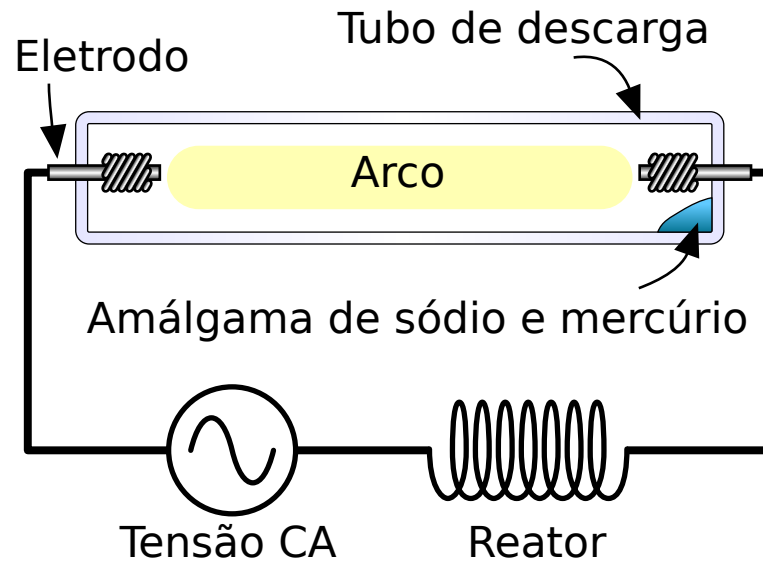 Tubo de descarga
Eletrodo
Arco
Amálgama de sódio e mercúrio
Tensão CA
Reator